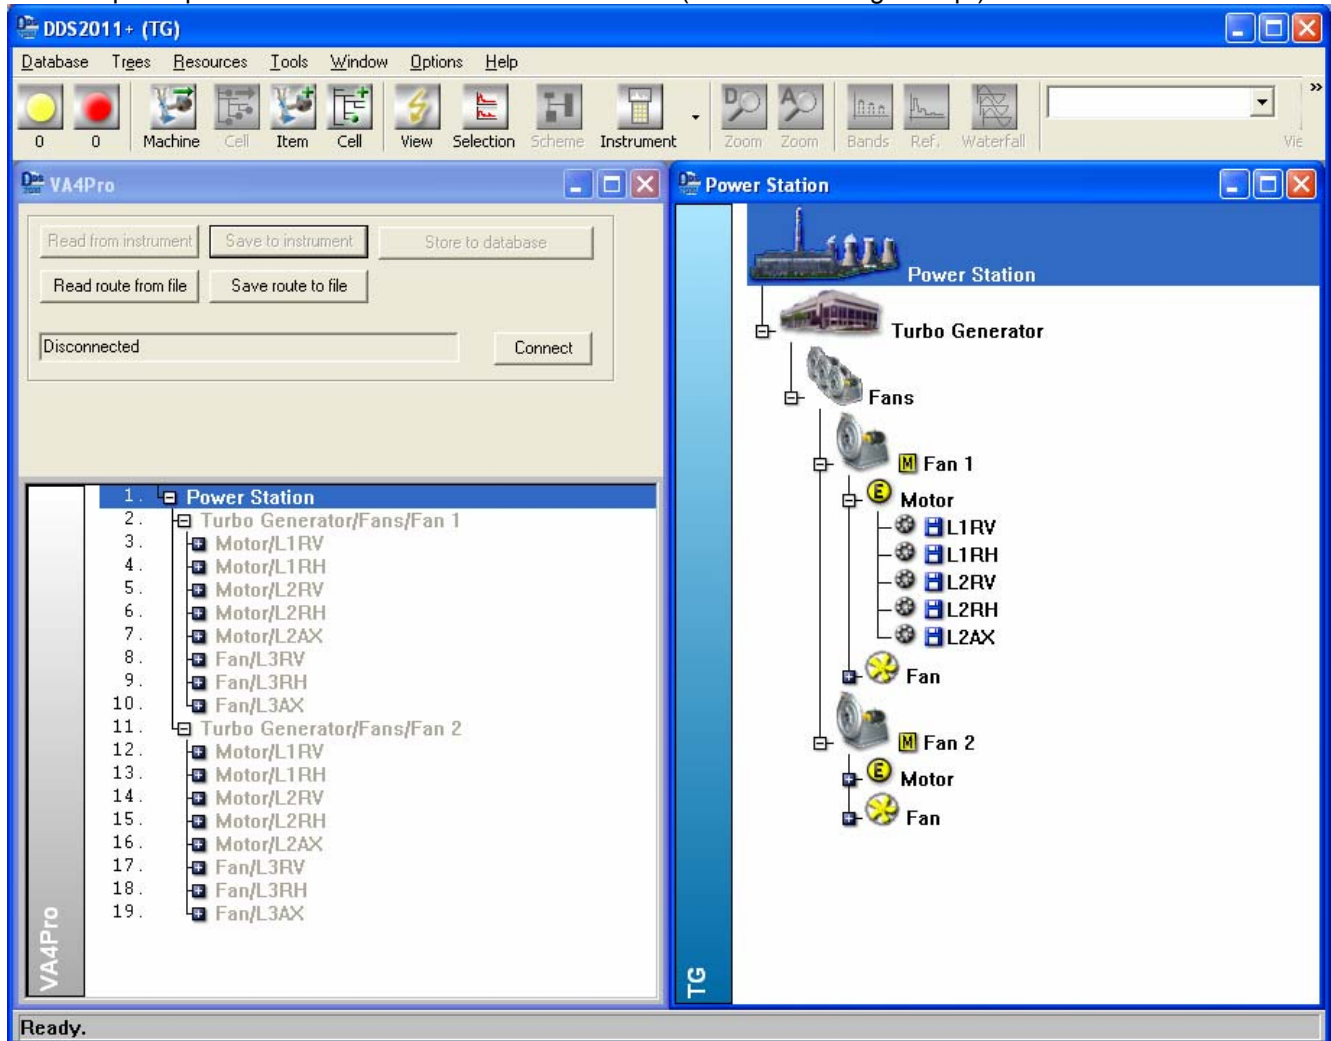 DDS2011+ (TG)
Database Trees Resources Tools Window Options Help
0 0 Machine Cell Item Cell View Selection Scheme Instrument Zoom Zoom Bands Ref. Waterfall
VA4Pro
Read from instrument Save to instrument Store to database
Read route from file Save route to file
Disconnected Connect
1. Power Station
2. Turbo Generator/Fans/Fan 1
3. Motor/L1RV
4. Motor/L1RH
5. Motor/L2RV
6. Motor/L2RH
7. Motor/L2AX
8. Fan/L3RV
9. Fan/L3RH
10. Fan/L3AX
11. Turbo Generator/Fans/Fan 2
12. Motor/L1RV
13. Motor/L1RH
14. Motor/L2RV
15. Motor/L2RH
16. Motor/L2AX
17. Fan/L3RV
18. Fan/L3RH
19. Fan/L3AX
VA4Pro
Power Station
Power Station
Turbo Generator
Fans
M Fan 1
E Motor
L1RV
L1RH
L2RV
L2RH
L2AX
Fan
M Fan 2
E Motor
Fan
TG
Ready.